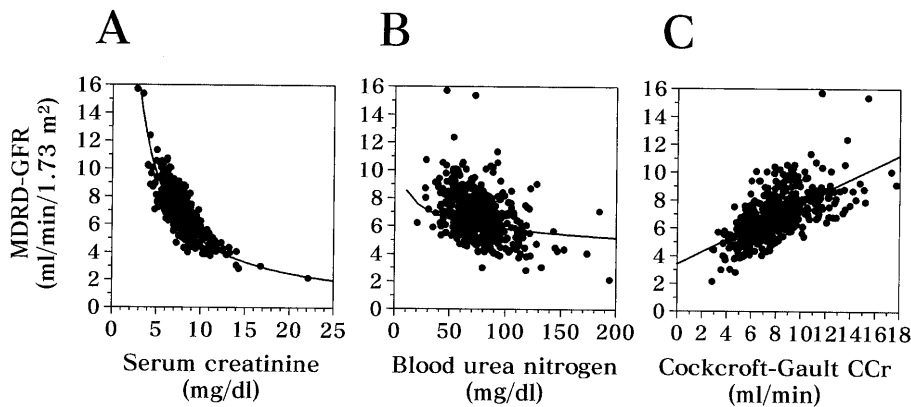 A
B
C
MDRD-GFR
(ml/min/1.73 m²)
16
14
12
10
8
6
4
2
0
0 5 10 15 20 25
Serum creatinine
(mg/dl)
16
14
12
10
8
6
4
2
0
0 50 100 150 200
Blood urea nitrogen
(mg/dl)
16
14
12
10
8
6
4
2
0
0 2 4 6 8 10 12 14 16 18
Cockcroft-Gault CCr
(ml/min)